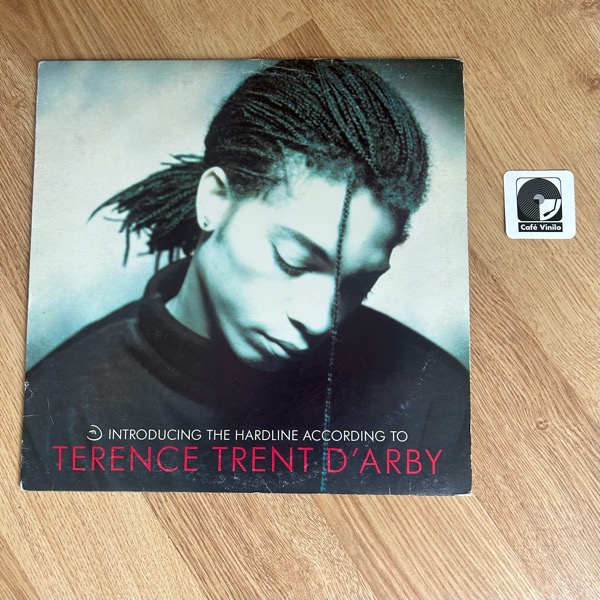 INTRODUCING THE HARDLINE ACCORDING TO
TERENCE TRENT D'ARBY
Café Vinilo